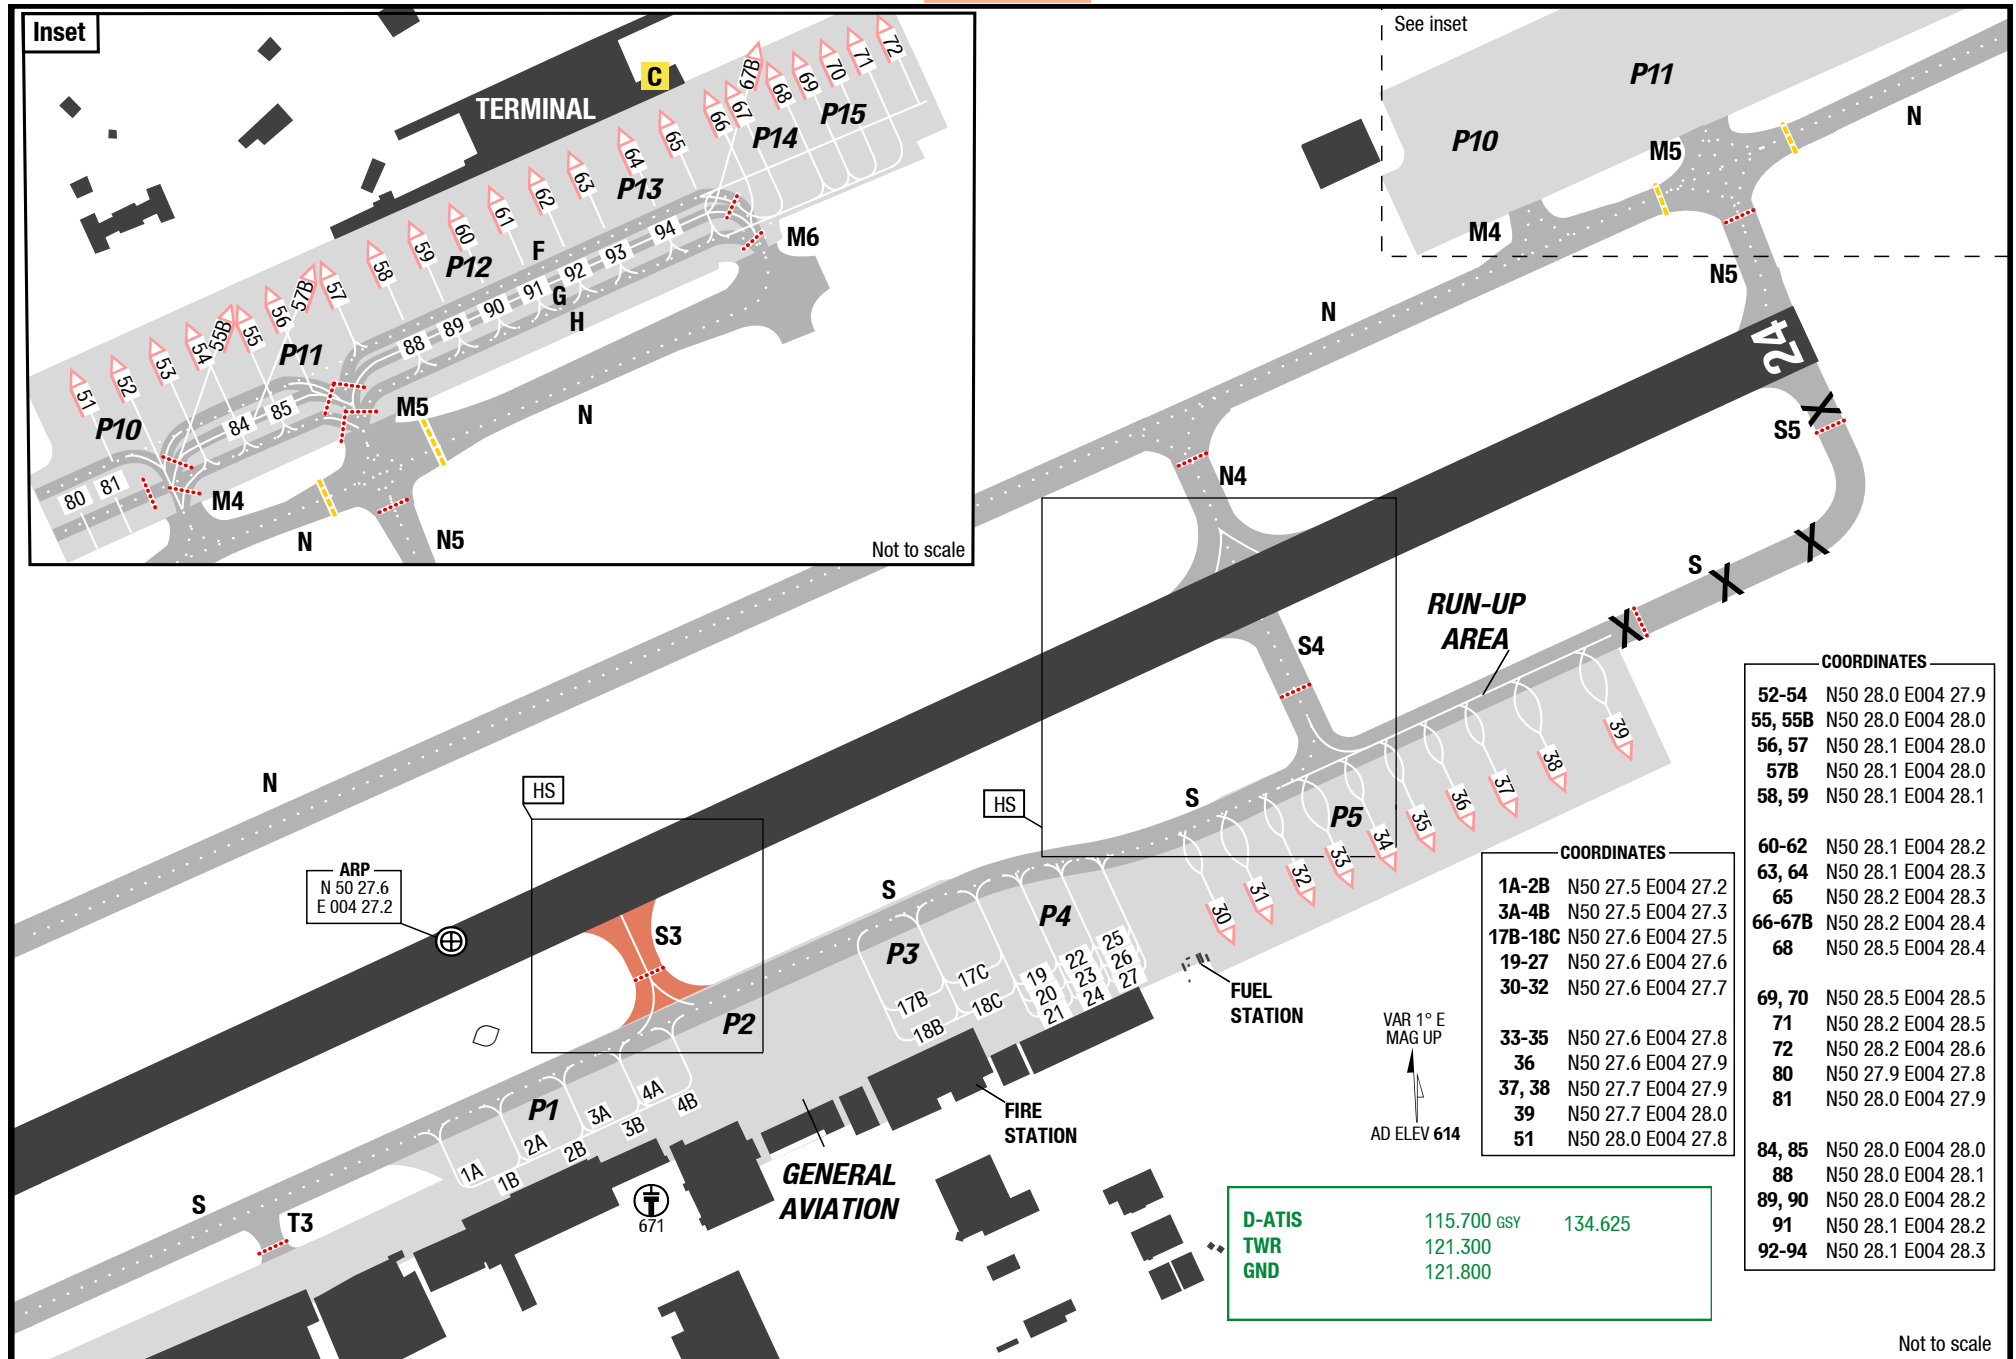 Inset
TERMINAL
C
51
52
53
54
55B
55
56
57B
57
58
59
60
61
62
63
64
65
66
67
67B
68
69
70
71
72
P10
P11
P12
P13
P14
P15
80
81
84
85
88
89
90
91
92
93
94
F
G
H
M4
M5
M6
N
N
N5
Not to scale
See inset
P11
P10
M5
M4
N
N5
N
24
S5
N4
S
S4
RUN-UP
AREA
N
HS
HS
ARP
N 50 27.6
E 004 27.2
S3
S
S
P5
P4
P3
P2
P1
30
31
32
33
34
35
36
37
38
39
17B
17C
18B
18C
19
20
21
22
23
24
25
26
27
1A
1B
2A
2B
3A
3B
4A
4B
S
T3
671
GENERAL
AVIATION
FIRE
STATION
FUEL
STATION
VAR 1° E
MAG UP
AD ELEV 614
COORDINATES
1A-2B N50 27.5 E004 27.2
3A-4B N50 27.5 E004 27.3
17B-18C N50 27.6 E004 27.5
19-27 N50 27.6 E004 27.6
30-32 N50 27.6 E004 27.7
33-35 N50 27.6 E004 27.8
36 N50 27.6 E004 27.9
37, 38 N50 27.7 E004 27.9
39 N50 27.7 E004 28.0
51 N50 28.0 E004 27.8
COORDINATES
52-54 N50 28.0 E004 27.9
55, 55B N50 28.0 E004 28.0
56, 57 N50 28.1 E004 28.0
57B N50 28.1 E004 28.0
58, 59 N50 28.1 E004 28.1
60-62 N50 28.1 E004 28.2
63, 64 N50 28.1 E004 28.3
65 N50 28.2 E004 28.3
66-67B N50 28.2 E004 28.4
68 N50 28.5 E004 28.4
69, 70 N50 28.5 E004 28.5
71 N50 28.2 E004 28.5
72 N50 28.2 E004 28.6
80 N50 27.9 E004 27.8
81 N50 28.0 E004 27.9
84, 85 N50 28.0 E004 28.0
88 N50 28.0 E004 28.1
89, 90 N50 28.0 E004 28.2
91 N50 28.1 E004 28.2
92-94 N50 28.1 E004 28.3
D-ATIS 115.700 GSY 134.625
TWR 121.300
GND 121.800
Not to scale